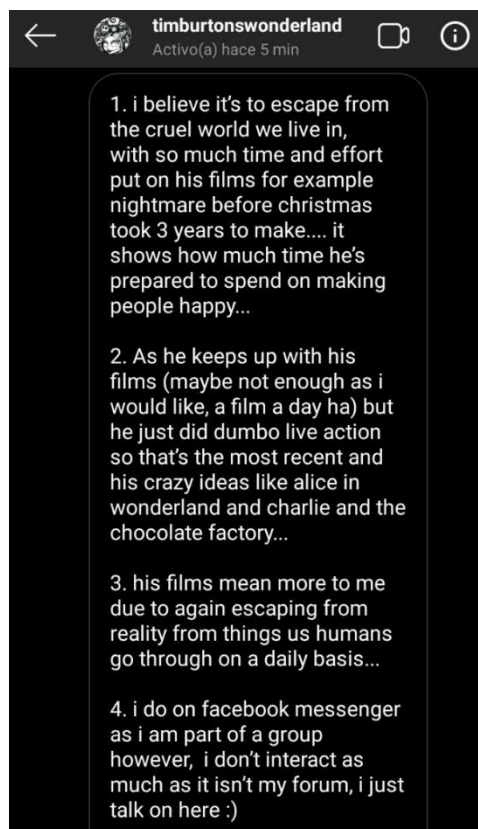 timburtonswonderland
Activo(a) hace 5 min
1. i believe it's to escape from
the cruel world we live in,
with so much time and effort
put on his films for example
nightmare before christmas
took 3 years to make.... it
shows how much time he's
prepared to spend on making
people happy...
2. As he keeps up with his
films (maybe not enough as i
would like, a film a day ha) but
he just did dumbo live action
so that's the most recent and
his crazy ideas like alice in
wonderland and charlie and the
chocolate factory...
3. his films mean more to me
due to again escaping from
reality from things us humans
go through on a daily basis...
4. i do on facebook messenger
as i am part of a group
however,  i don't interact as
much as it isn't my forum, i just
talk on here :)